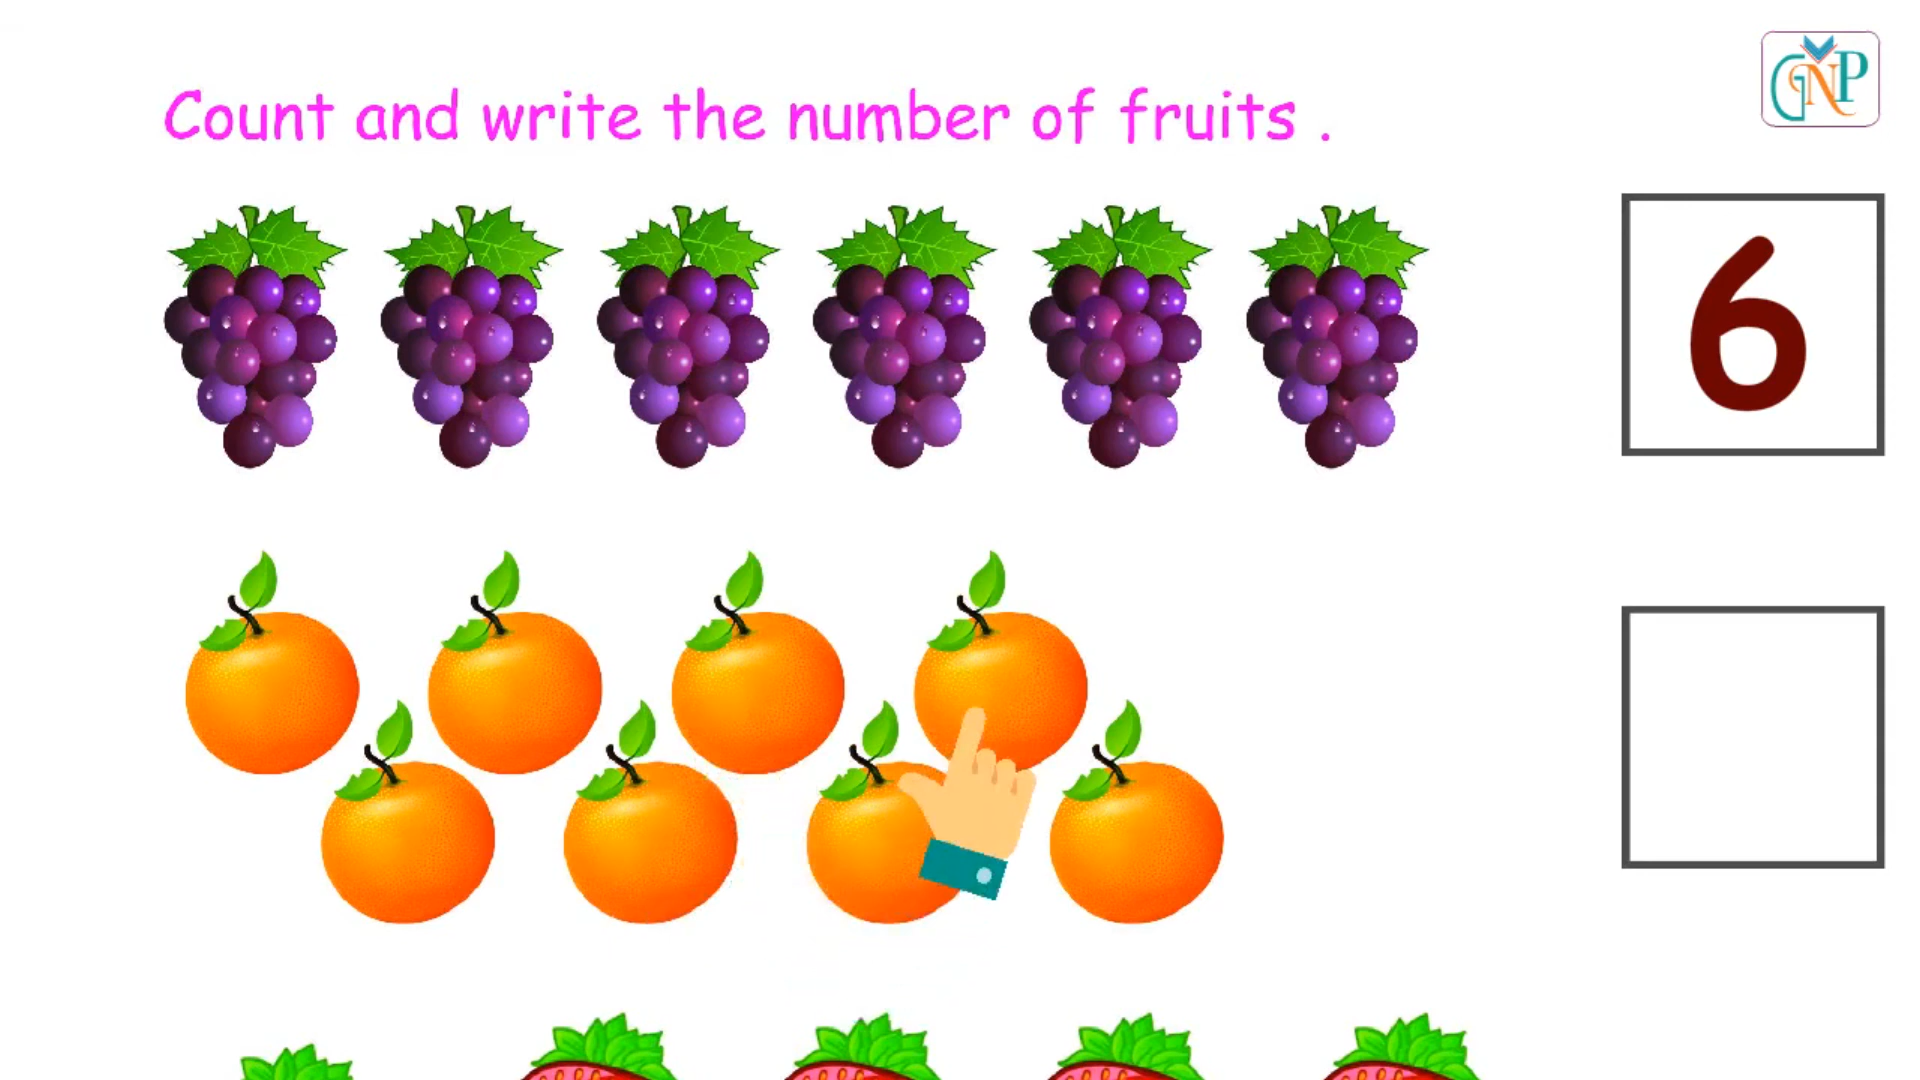 GNP
Count and write the number of fruits .
6